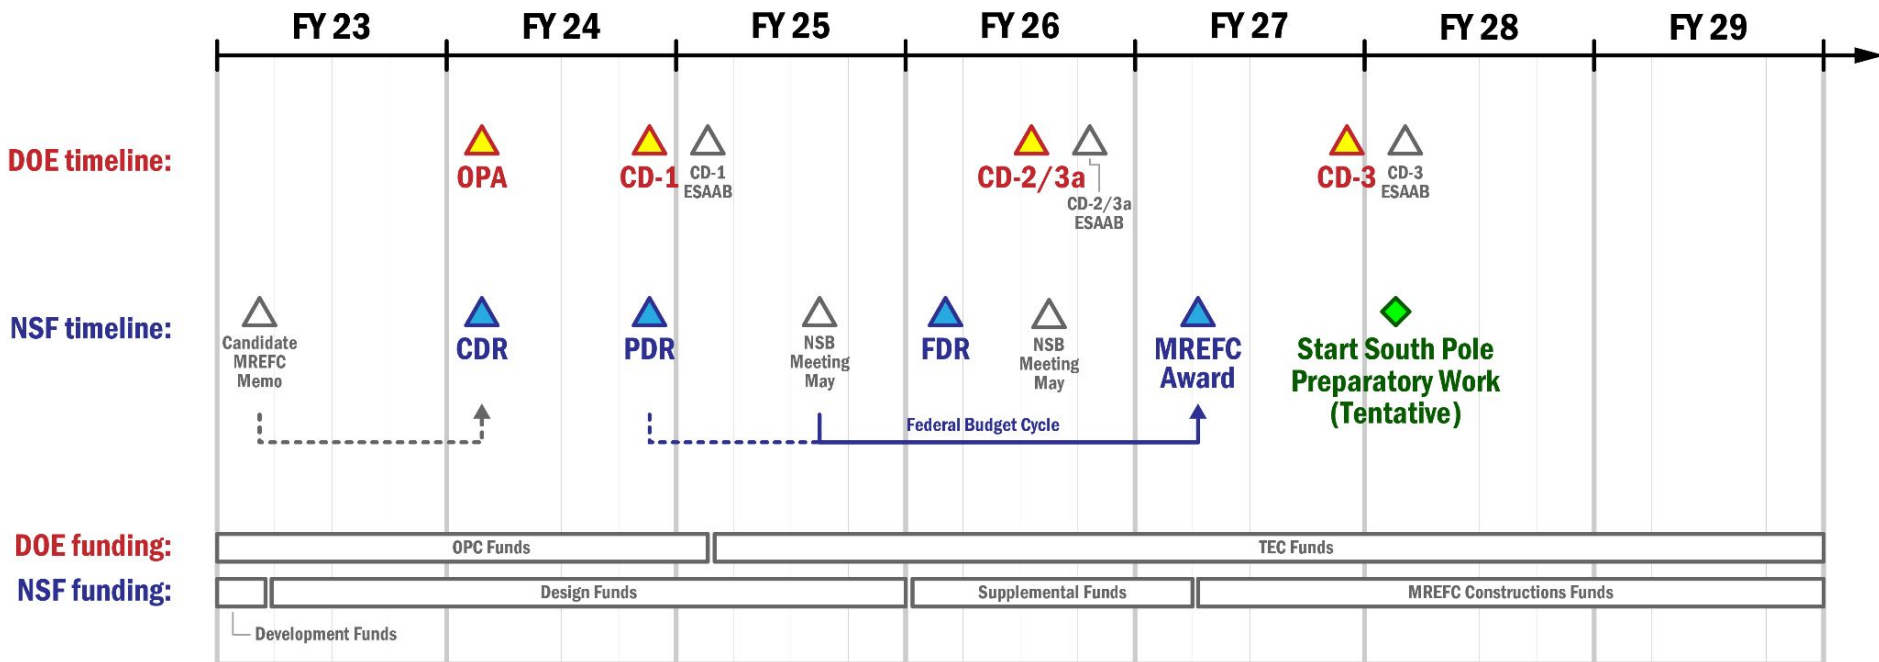 FY 23 FY 24 FY 25 FY 26 FY 27 FY 28 FY 29
DOE timeline:
OPA
CD-1
CD-1
ESAAB
CD-2/3a
CD-2/3a
ESAAB
CD-3
CD-3
ESAAB
NSF timeline:
Candidate
MREFC
Memo
CDR
PDR
NSB
Meeting
May
FDR
NSB
Meeting
May
MREFC
Award
Start South Pole
Preparatory Work
(Tentative)
Federal Budget Cycle
DOE funding:
OPC Funds
TEC Funds
NSF funding:
Design Funds
Supplemental Funds
MREFC Constructions Funds
Development Funds